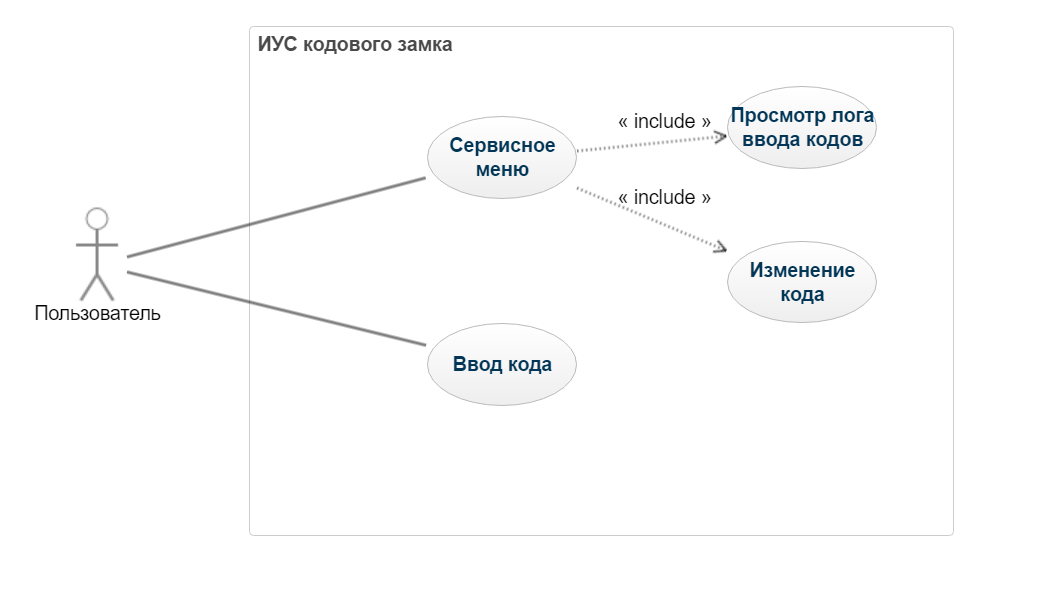 ИУС кодового замка
Просмотр лога
ввода кодов
« include »
Сервисное
меню
« include »
Изменение
кода
Пользователь
Ввод кода